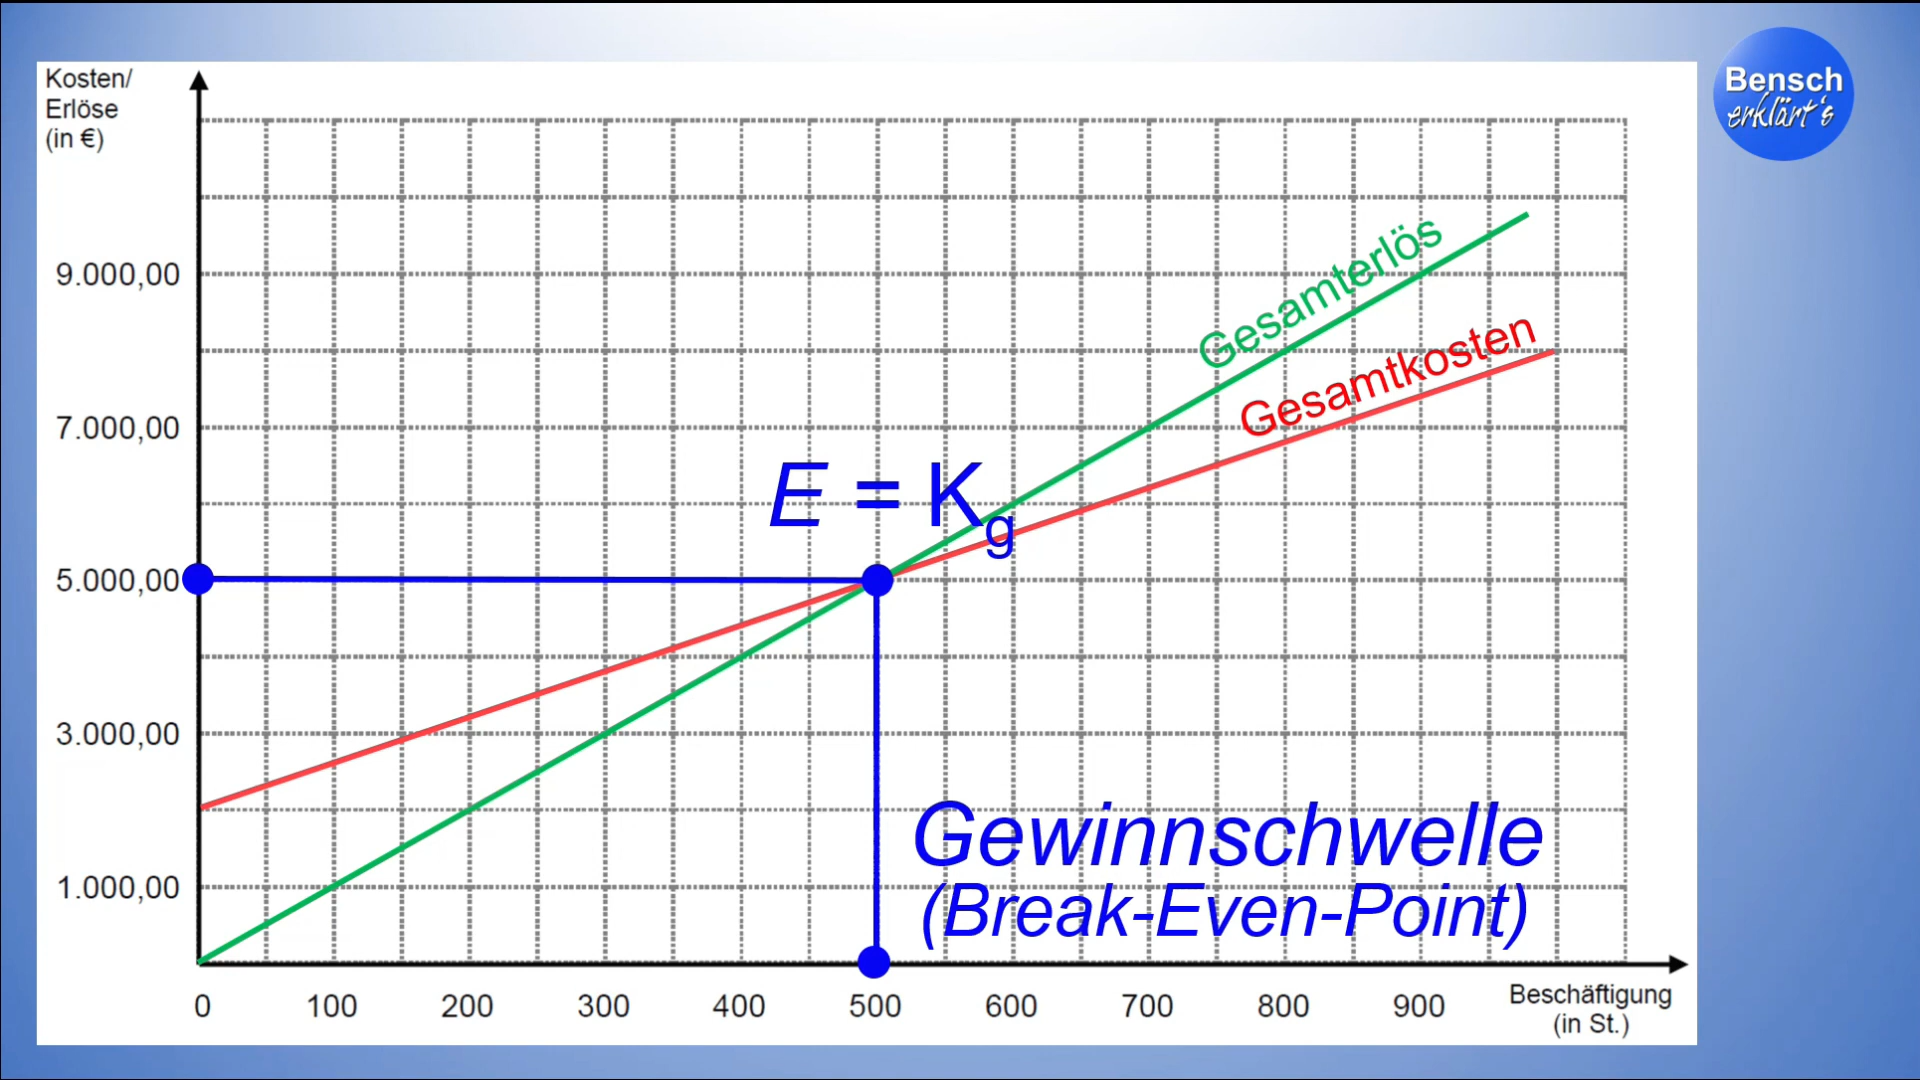 Kosten/
Erlöse
(in €)
Bensch
erklärt's
9.000,00
7.000,00
5.000,00
3.000,00
1.000,00
Gesamterlös
Gesamtkosten
E = Kg
Gewinnschwelle
(Break-Even-Point)
0 100 200 300 400 500 600 700 800 900
Beschäftigung
(in St.)